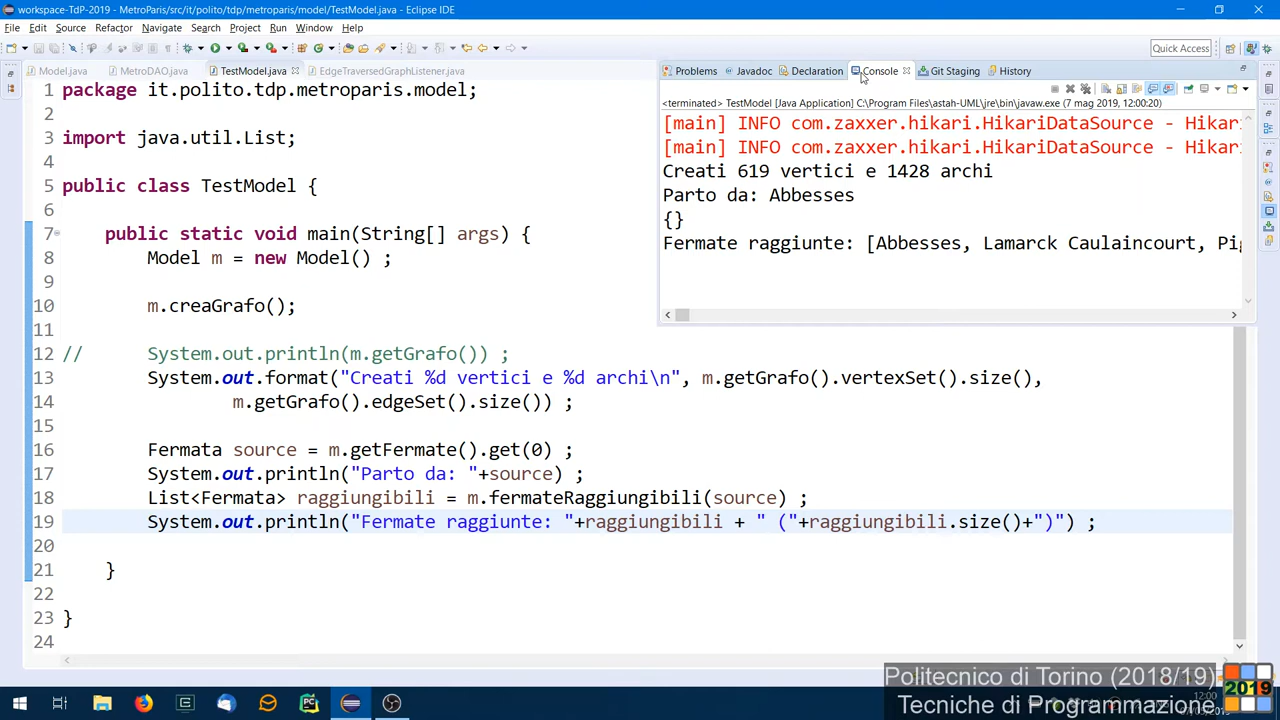 workspace-TdP-2019 - MetroParis/src/it/polito/tdp/metroparis/model/TestModel.java - Eclipse IDE
File Edit Source Refactor Navigate Search Project Run Window Help
Quick Access
Model.java MetroDAO.java TestModel.java EdgeTraversedGraphListener.java
1 package it.polito.tdp.metroparis.model;
2
3 import java.util.List;
4
5 public class TestModel {
6
7 public static void main(String[] args) {
8 Model m = new Model() ;
9
10 m.creaGrafo();
11
12 // System.out.println(m.getGrafo()) ;
13 System.out.format("Creati %d vertici e %d archi\n", m.getGrafo().vertexSet().size(),
14 m.getGrafo().edgeSet().size()) ;
15
16 Fermata source = m.getFermate().get(0) ;
17 System.out.println("Parto da: "+source) ;
18 List<Fermata> raggiungibili = m.fermateRaggiungibili(source) ;
19 System.out.println("Fermate raggiunte: "+raggiungibili + " ("+raggiungibili.size()+")") ;
20
21 }
22
23 }
24
Problems Javadoc Declaration Console Git Staging History
<terminated> TestModel [Java Application] C:\Program Files\astah-UML\jre\bin\javaw.exe (7 mag 2019, 12:00:20)
[main] INFO com.zaxxer.hikari.HikariDataSource - Hikar
[main] INFO com.zaxxer.hikari.HikariDataSource - Hikar
Creati 619 vertici e 1428 archi
Parto da: Abbesses
{}
Fermate raggiunte: [Abbesses, Lamarck Caulaincourt, Pig
Politecnico di Torino (2018/19)
Tecniche di Programmazione
2019
12:00